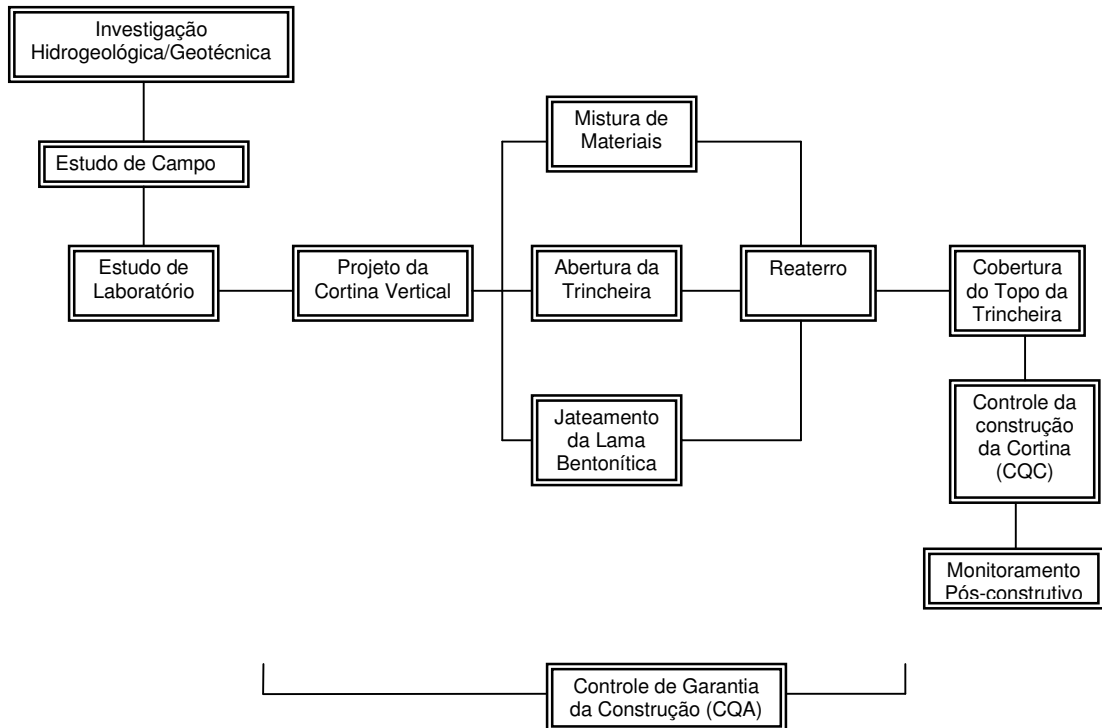 Investigação
Hidrogeológica/Geotécnica
Estudo de Campo
Estudo de
Laboratório
Projeto da
Cortina Vertical
Mistura de
Materiais
Abertura da
Trincheira
Jateamento
da Lama
Bentonítica
Reaterro
Cobertura
do Topo da
Trincheira
Controle da
construção
da Cortina
(CQC)
Monitoramento
Pós-construtivo
Controle de Garantia
da Construção (CQA)